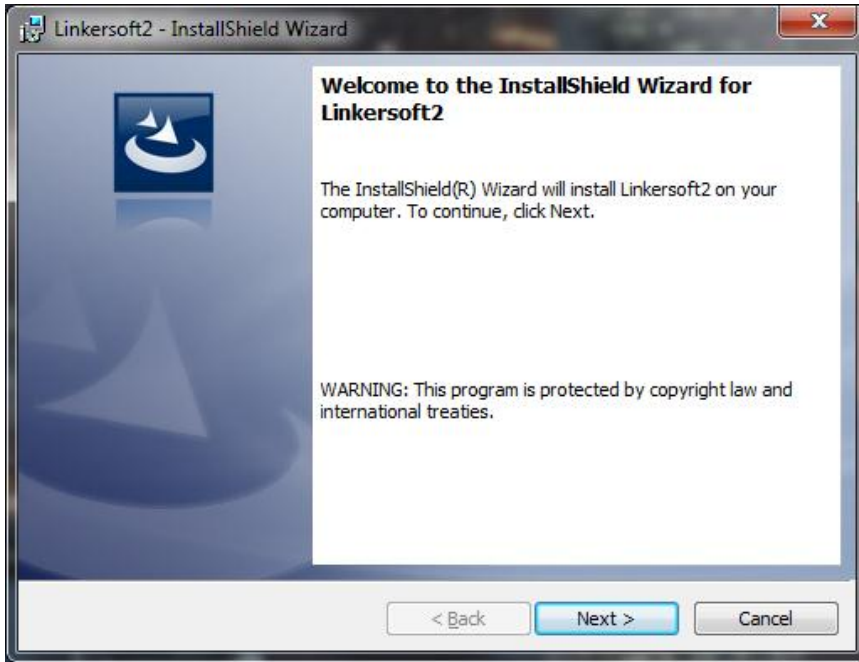 Linkersoft2 - InstallShield Wizard
Welcome to the InstallShield Wizard for
Linkersoft2
The InstallShield(R) Wizard will install Linkersoft2 on your
computer. To continue, click Next.
WARNING: This program is protected by copyright law and
international treaties.
< Back Next > Cancel